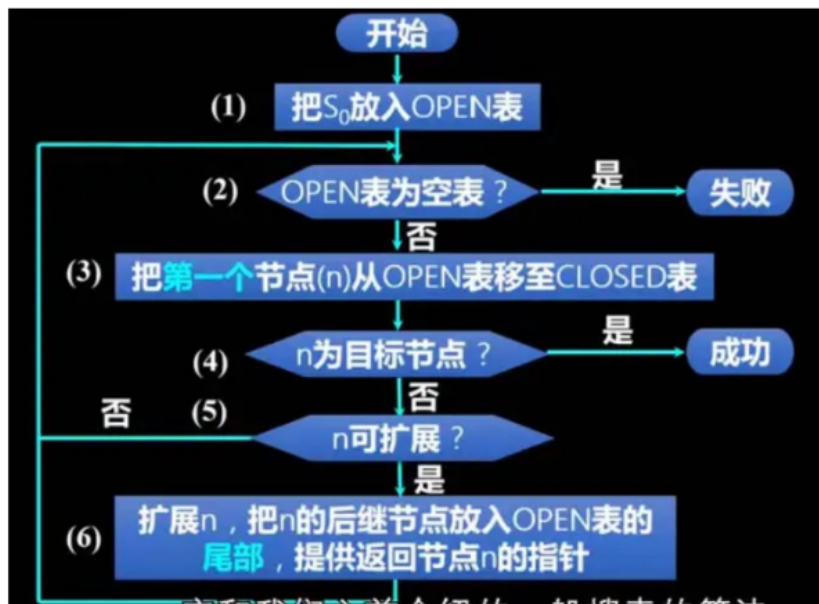 开始
(1) 把S₀放入OPEN表
(2) OPEN表为空表？ 是 失败
否
(3) 把第一个节点(n)从OPEN表移至CLOSED表
(4) n为目标节点？ 是 成功
否
(5) 否 n可扩展？
是
(6) 扩展n，把n的后继节点放入OPEN表的
尾部，提供返回节点n的指针